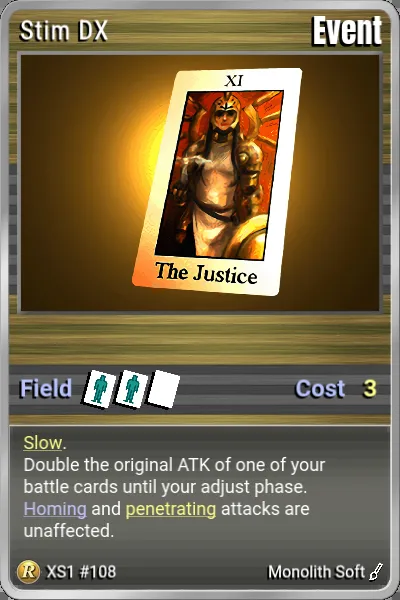 Stim DX Event
XI
The Justice
Field Cost 3
Slow.
Double the original ATK of one of your
battle cards until your adjust phase.
Homing and penetrating attacks are
unaffected.
R XS1 #108 Monolith Soft